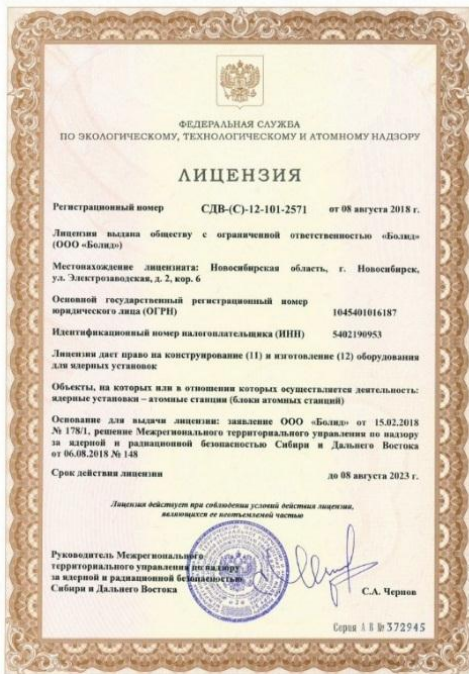 ФЕДЕРАЛЬНАЯ СЛУЖБА
ПО ЭКОЛОГИЧЕСКОМУ, ТЕХНОЛОГИЧЕСКОМУ И АТОМНОМУ НАДЗОРУ
ЛИЦЕНЗИЯ
Регистрационный номер СДВ-(С)-12-101-2571 от 08 августа 2018 г.
Лицензия выдана обществу с ограниченной ответственностью «Болид»
(ООО «Болид»)
Местонахождение лицензиата: Новосибирская область, г. Новосибирск,
ул. Электрозаводская, д. 2, кор. 6
Основной государственный регистрационный номер
юридического лица (ОГРН) 1045401016187
Идентификационный номер налогоплательщика (ИНН) 5402190953
Лицензия дает право на конструирование (11) и изготовление (12) оборудования
для ядерных установок
Объекты, на которых или в отношении которых осуществляется деятельность:
ядерные установки – атомные станции (блоки атомных станций)
Основание для выдачи лицензии: заявление ООО «Болид» от 15.02.2018
№ 178/1, решение Межрегионального территориального управления по надзору
за ядерной и радиационной безопасностью Сибири и Дальнего Востока
от 06.08.2018 № 148
Срок действия лицензии до 08 августа 2023 г.
Лицензия действует при соблюдении условий действия лицензии,
являющихся ее неотъемлемой частью
Руководитель Межрегионального
территориального управления по надзору
за ядерной и радиационной безопасностью
Сибири и Дальнего Востока С.А. Чернов
Серия А В № 372945